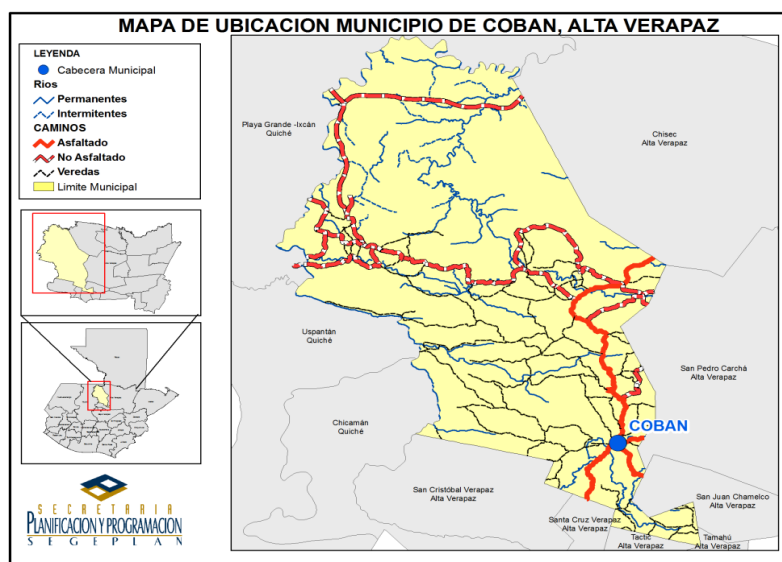 MAPA DE UBICACION MUNICIPIO DE COBAN, ALTA VERAPAZ
LEYENDA
Cabecera Municipal
Rios
Permanentes
Intermitentes
CAMINOS
Asfaltado
No Asfaltado
Veredas
Limite Municipal
Playa Grande -Ixcán
Quiché
Chisec
Alta Verapaz
Uspantán
Quiché
San Pedro Carchá
Alta Verapaz
Chicamán
Quiché
COBAN
San Cristóbal Verapaz
Alta Verapaz
San Juan Chamelco
Alta Verapaz
Santa Cruz Verapaz
Alta Verapaz
Tactic
Alta Verapaz
Tamahú
Alta Verapaz
SECRETARIA
PLANIFICACION Y PROGRAMACION
SEGEPLAN